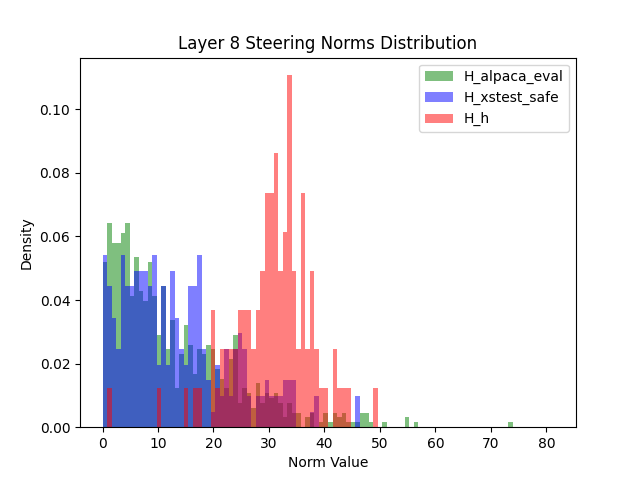 Layer 8 Steering Norms Distribution
H_alpaca_eval
H_xstest_safe
H_h
Density
0.10
0.08
0.06
0.04
0.02
0.00
0 10 20 30 40 50 60 70 80
Norm Value